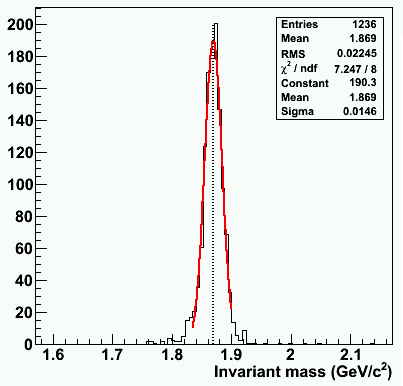 200
180
160
140
120
100
80
60
40
20
0
Entries 1236
Mean 1.869
RMS 0.02245
χ² / ndf 7.247 / 8
Constant 190.3
Mean 1.869
Sigma 0.0146
1.6 1.7 1.8 1.9 2 2.1
Invariant mass (GeV/c²)